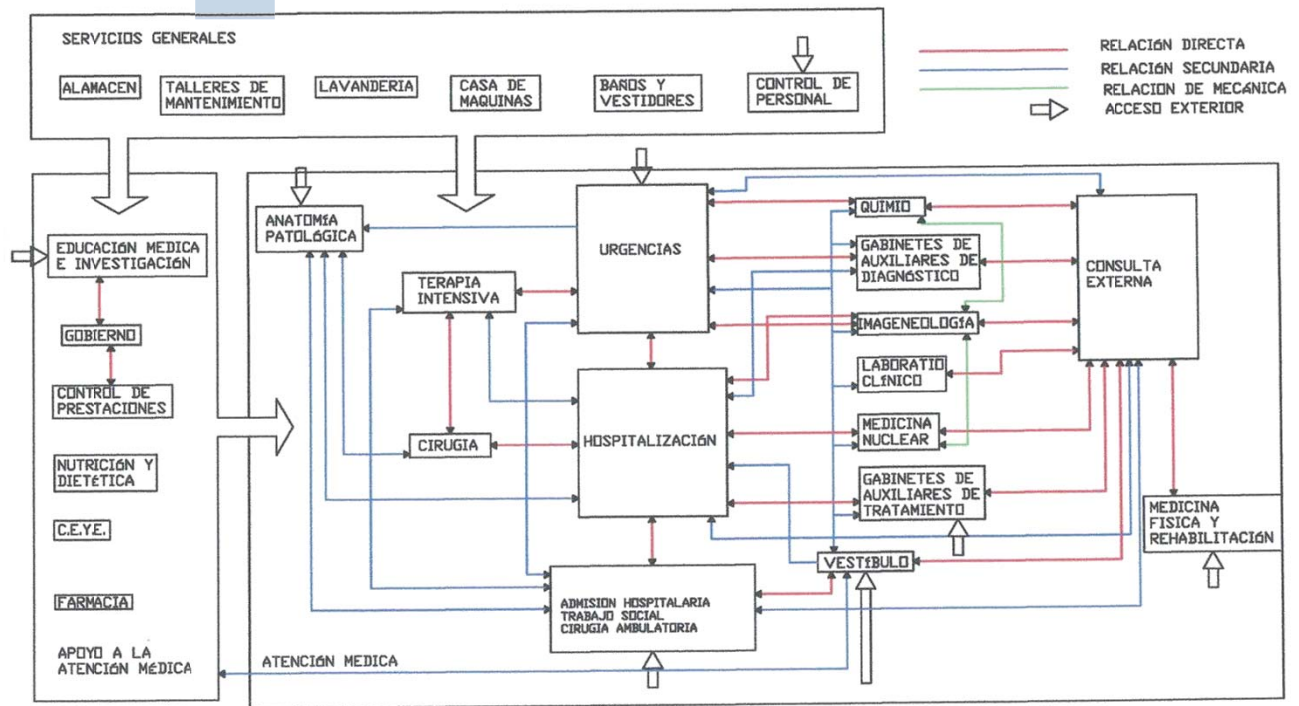 SERVICIOS GENERALES
ALAMACEN
TALLERES DE
MANTENIMIENTO
LAVANDERIA
CASA DE
MAQUINAS
BAÑOS Y
VESTIDORES
CONTROL DE
PERSONAL
RELACIÓN DIRECTA
RELACIÓN SECUNDARIA
RELACION DE MECÁNICA
ACCESO EXTERIOR
EDUCACIÓN MEDICA
E INVESTIGACIÓN
GOBIERNO
CONTROL DE
PRESTACIONES
NUTRICIÓN Y
DIETÉTICA
C.E.Y.E.
FARMACIA
APOYO A LA
ATENCIÓN MÉDICA
ANATOMÍA
PATOLÓGICA
TERAPIA
INTENSIVA
CIRUGIA
URGENCIAS
HOSPITALIZACIÓN
ADMISION HOSPITALARIA
TRABAJO SOCIAL
CIRUGIA AMBULATORIA
QUIMIO
GABINETES DE
AUXILIARES DE
DIAGNÓSTICO
IMAGENEOLOGÍA
LABORATIO
CLÍNICO
MEDICINA
NUCLEAR
GABINETES DE
AUXILIARES DE
TRATAMIENTO
VESTÍBULO
CONSULTA
EXTERNA
MEDICINA
FISICA Y
REHABILITACIÓN
ATENCIÓN MEDICA